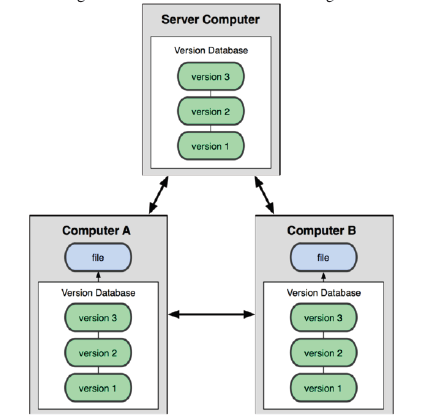 Server Computer
Version Database
version 3
version 2
version 1
Computer A
file
Version Database
version 3
version 2
version 1
Computer B
file
Version Database
version 3
version 2
version 1